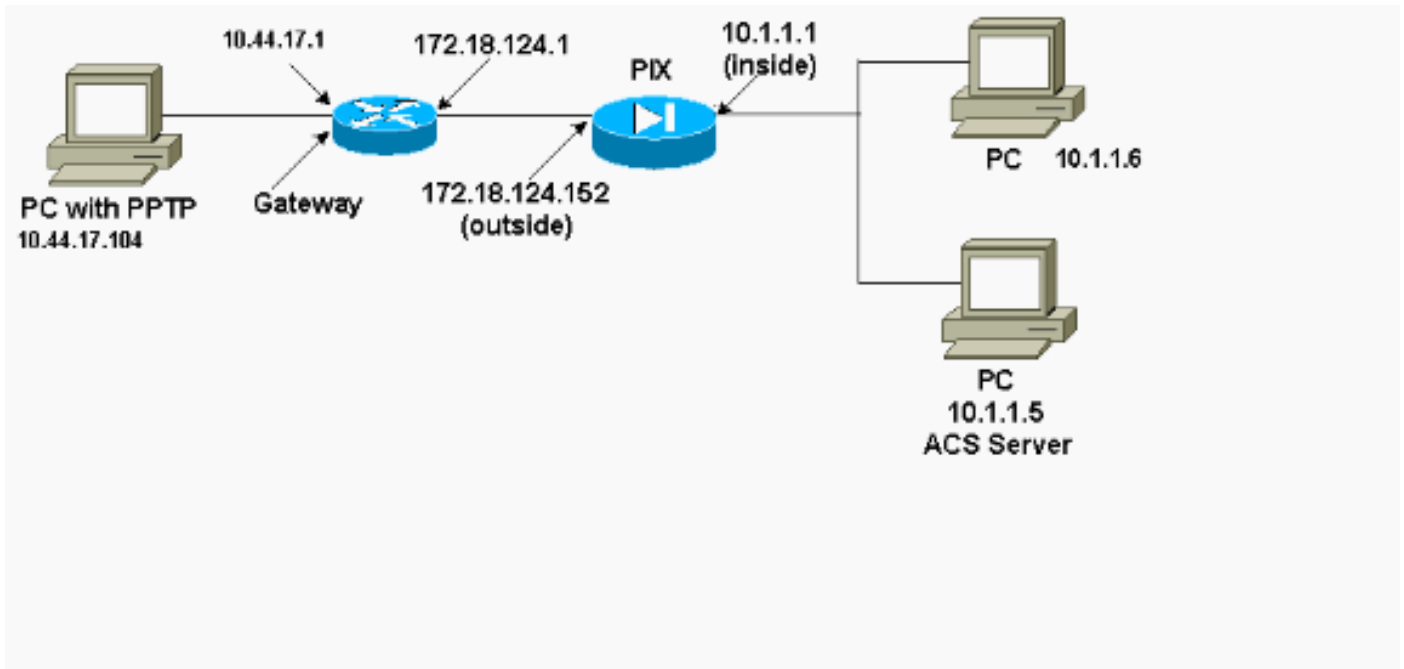 10.44.17.1
172.18.124.1
PIX
10.1.1.1
(inside)
PC 10.1.1.6
PC with PPTP
10.44.17.104
Gateway
172.18.124.152
(outside)
PC
10.1.1.5
ACS Server